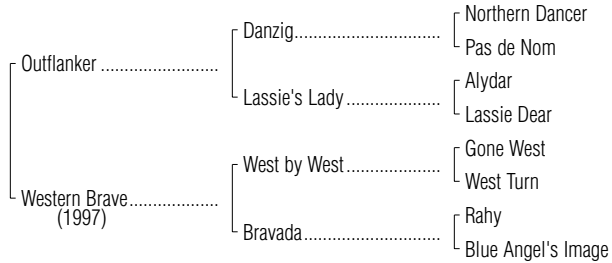 Northern Dancer
Danzig
Pas de Nom
Outflanker
Alydar
Lassie's Lady
Lassie Dear
Gone West
West by West
West Turn
Western Brave
(1997)
Rahy
Bravada
Blue Angel's Image